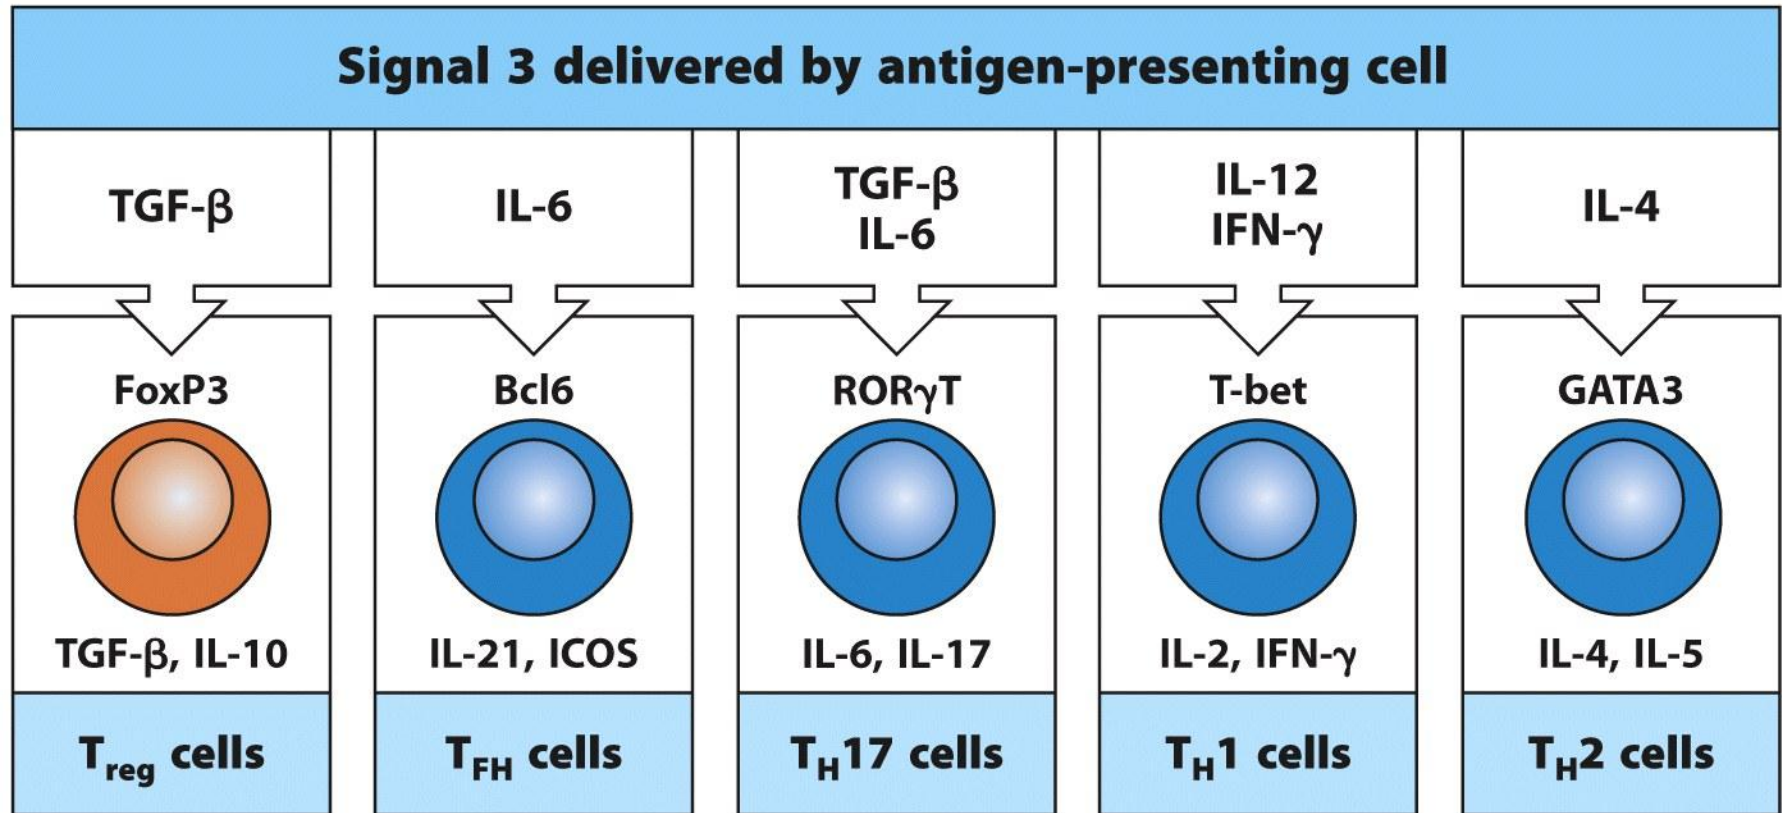 Signal 3 delivered by antigen-presenting cell
TGF-β
IL-6
TGF-β
IL-6
IL-12
IFN-γ
IL-4
FoxP3
Bcl6
RORγT
T-bet
GATA3
TGF-β, IL-10
IL-21, ICOS
IL-6, IL-17
IL-2, IFN-γ
IL-4, IL-5
Treg cells
TFH cells
TH17 cells
TH1 cells
TH2 cells